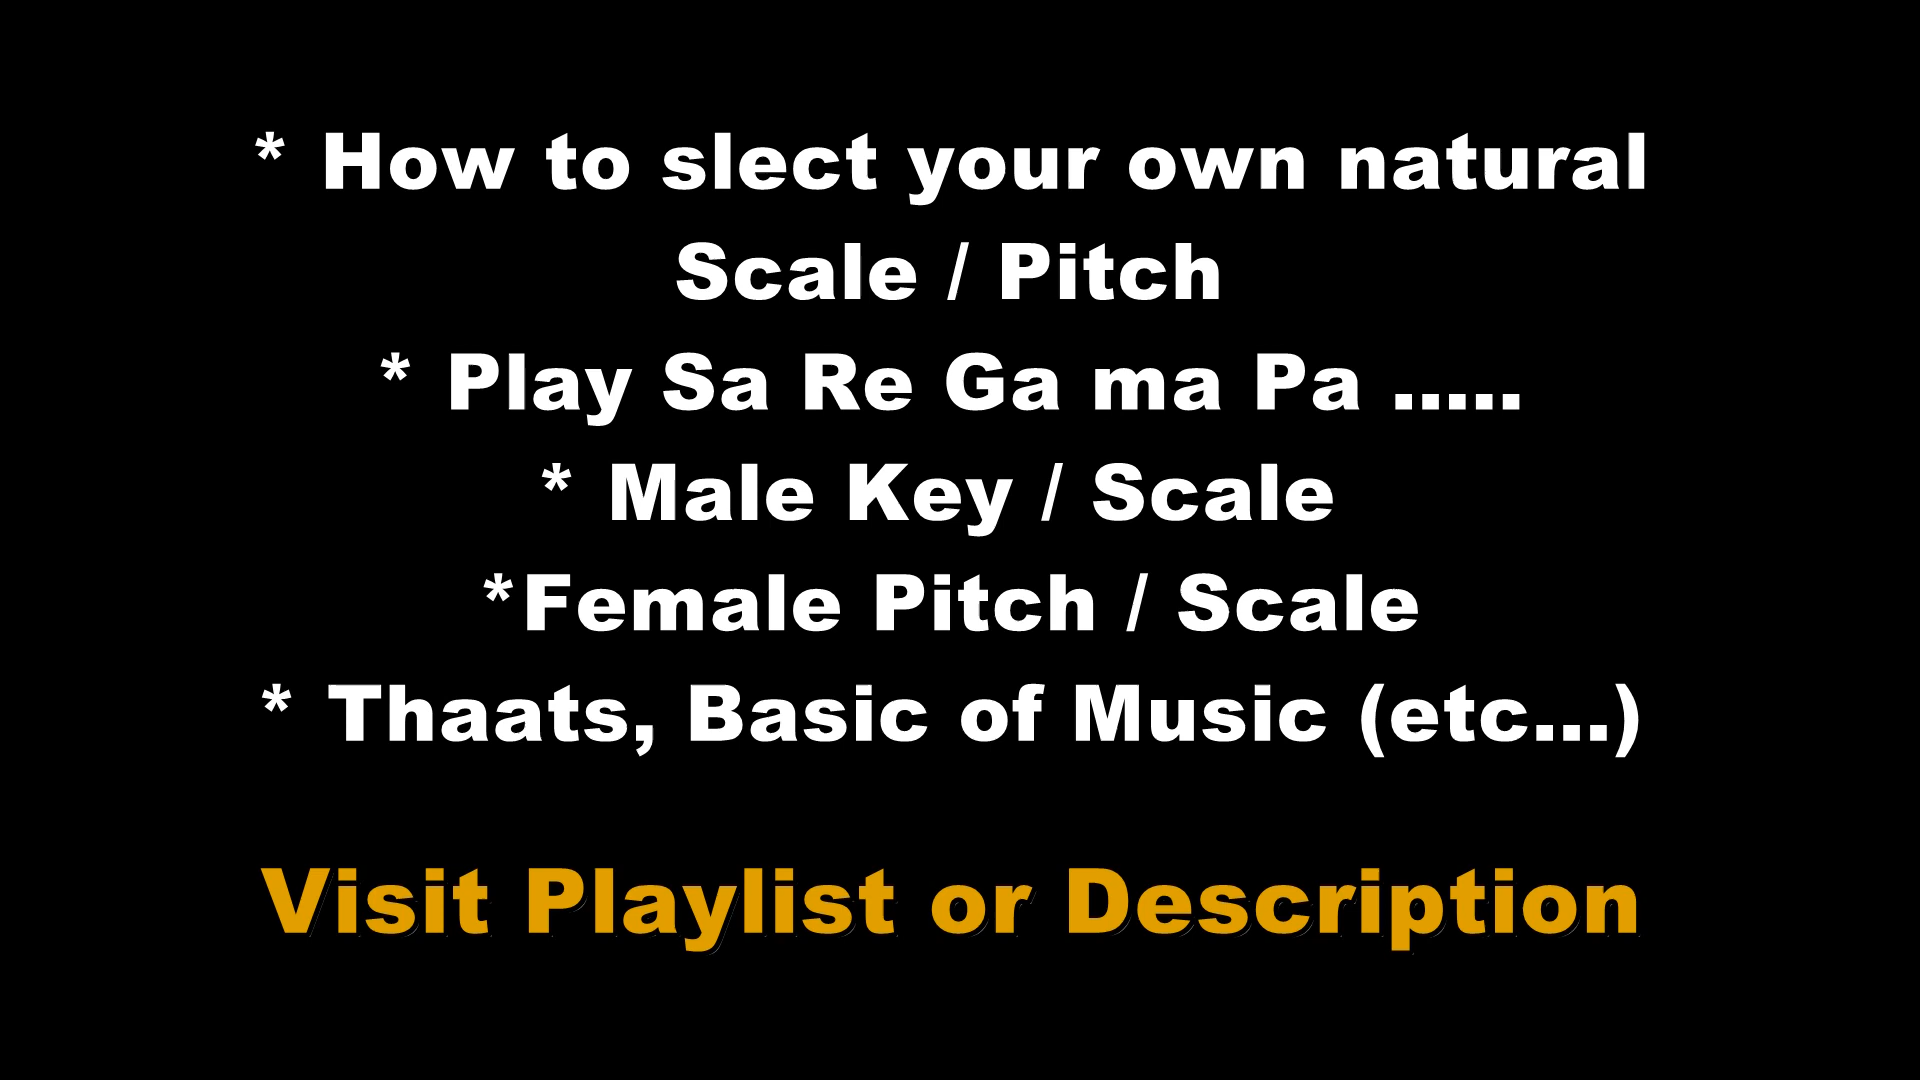 * How to slect your own natural
Scale / Pitch
* Play Sa Re Ga ma Pa .....
* Male Key / Scale
*Female Pitch / Scale
* Thaats, Basic of Music (etc...)
Visit Playlist or Description